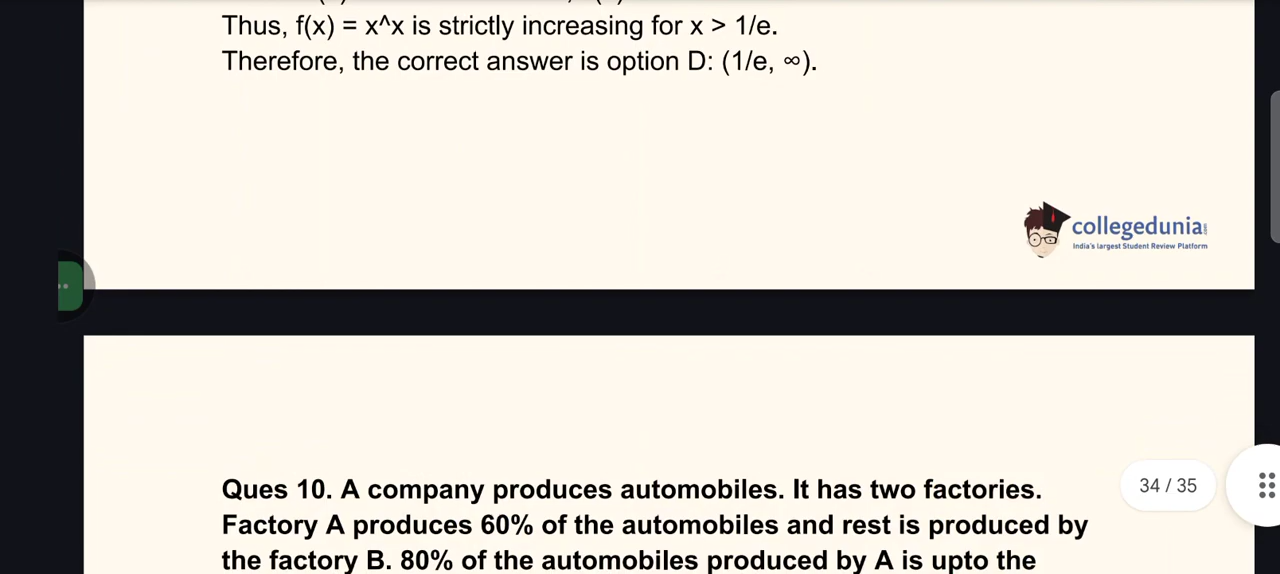 Thus, f(x) = x^x is strictly increasing for x > 1/e.
Therefore, the correct answer is option D: (1/e, ∞).
collegedunia
India's largest Student Review Platform
34 / 35
Ques 10. A company produces automobiles. It has two factories.
Factory A produces 60% of the automobiles and rest is produced by
the factory B. 80% of the automobiles produced by A is upto the